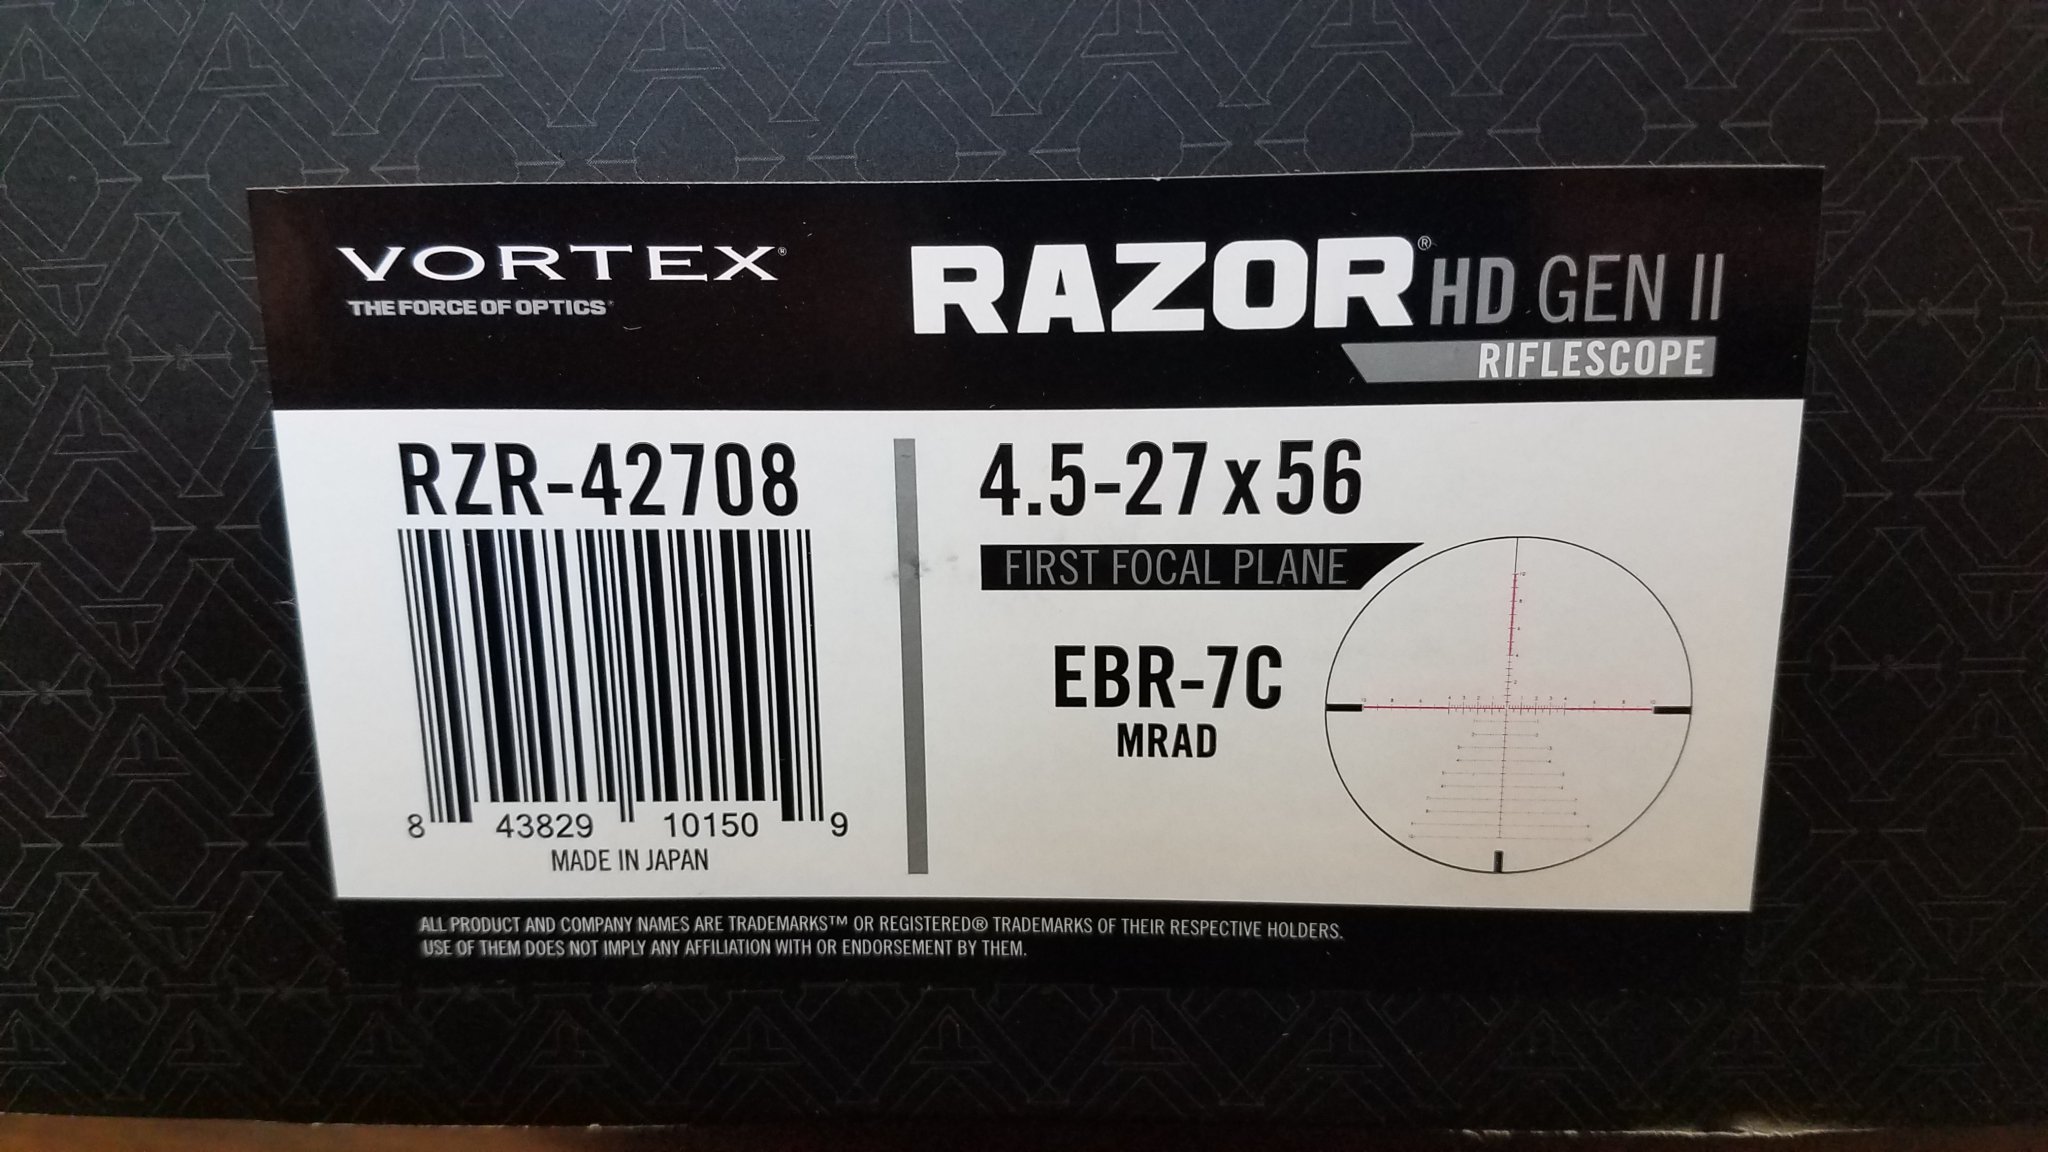 VORTEX®
THE FORCE OF OPTICS®
RAZOR® HD GEN II
RIFLESCOPE
RZR-42708
8 43829 10150 9
MADE IN JAPAN
4.5-27 x 56
FIRST FOCAL PLANE
EBR-7C
MRAD
ALL PRODUCT AND COMPANY NAMES ARE TRADEMARKS™ OR REGISTERED® TRADEMARKS OF THEIR RESPECTIVE HOLDERS.
USE OF THEM DOES NOT IMPLY ANY AFFILIATION WITH OR ENDORSEMENT BY THEM.